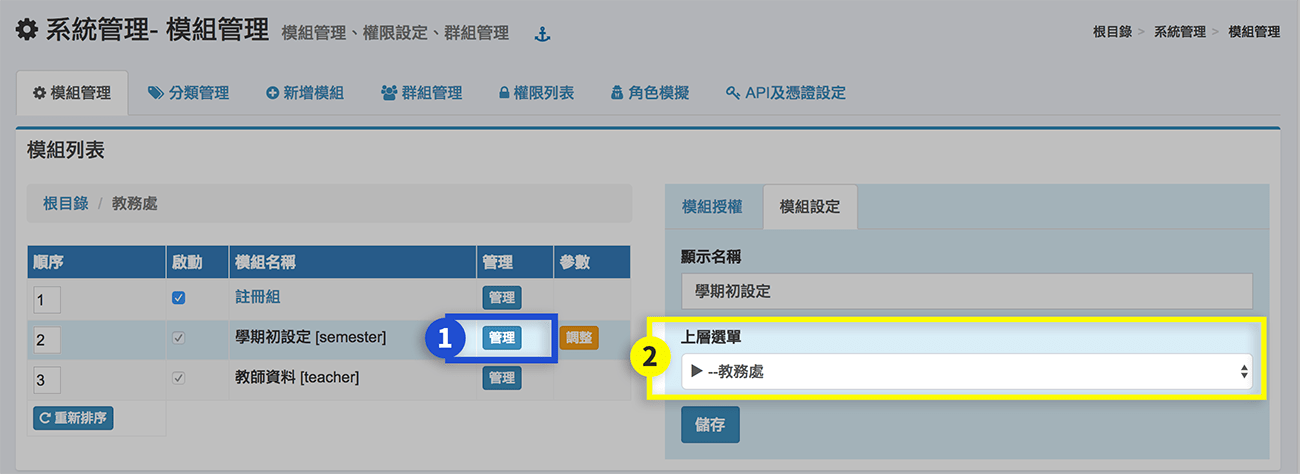 系統管理- 模組管理 模組管理、權限設定、群組管理
根目錄 > 系統管理 > 模組管理
模組管理 分類管理 新增模組 群組管理 權限列表 角色模擬 API及憑證設定
模組列表
根目錄 / 教務處
順序 啟動 模組名稱 管理 參數
1 註冊組 管理
2 學期初設定 [semester] 1 管理 調整
3 教師資料 [teacher] 管理
重新排序
模組授權 模組設定
顯示名稱
學期初設定
上層選單
2
▶ --教務處
儲存